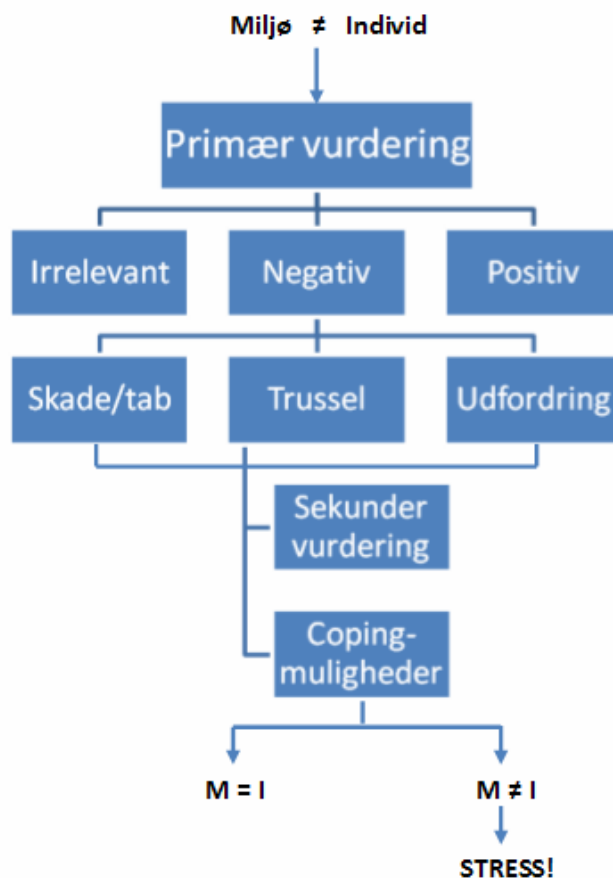 Miljø ≠ Individ
Primær vurdering
Irrelevant
Negativ
Positiv
Skade/tab
Trussel
Udfordring
Sekunder
vurdering
Coping-
muligheder
M = I
M ≠ I
STRESS!